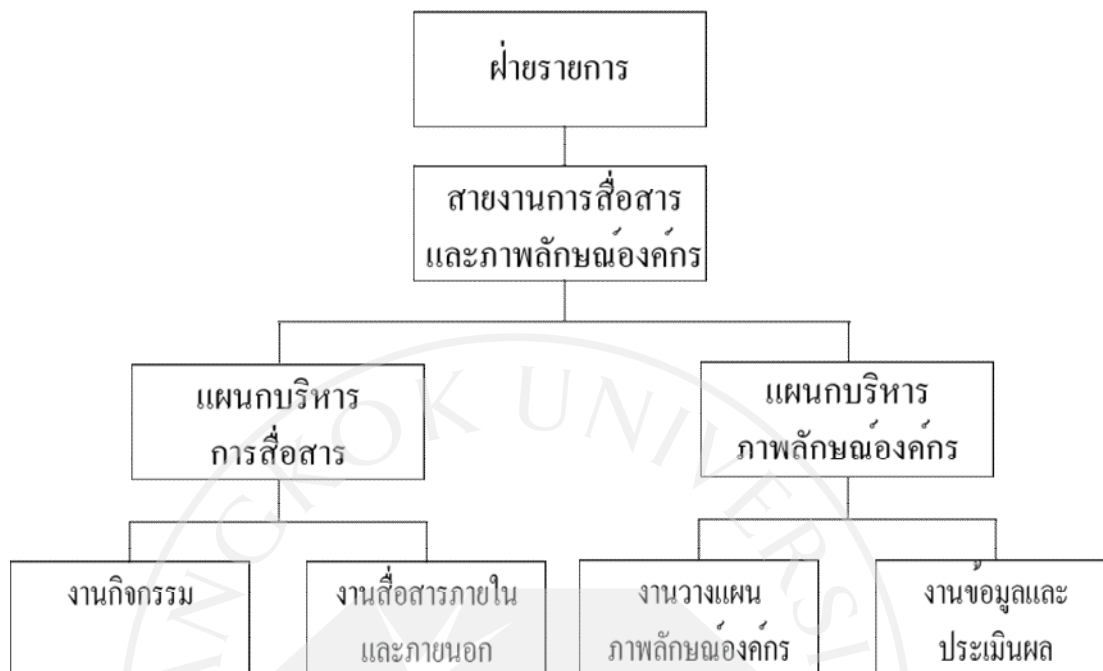 ฝ่ายรายการ
สายงานการสื่อสาร
และภาพลักษณ์องค์กร
แผนกบริหาร
การสื่อสาร
แผนกบริหาร
ภาพลักษณ์องค์กร
งานกิจกรรม
งานสื่อสารภายใน
และภายนอก
งานวางแผน
ภาพลักษณ์องค์กร
งานข้อมูลและ
ประเมินผล
ANGKOK UNIVERSI